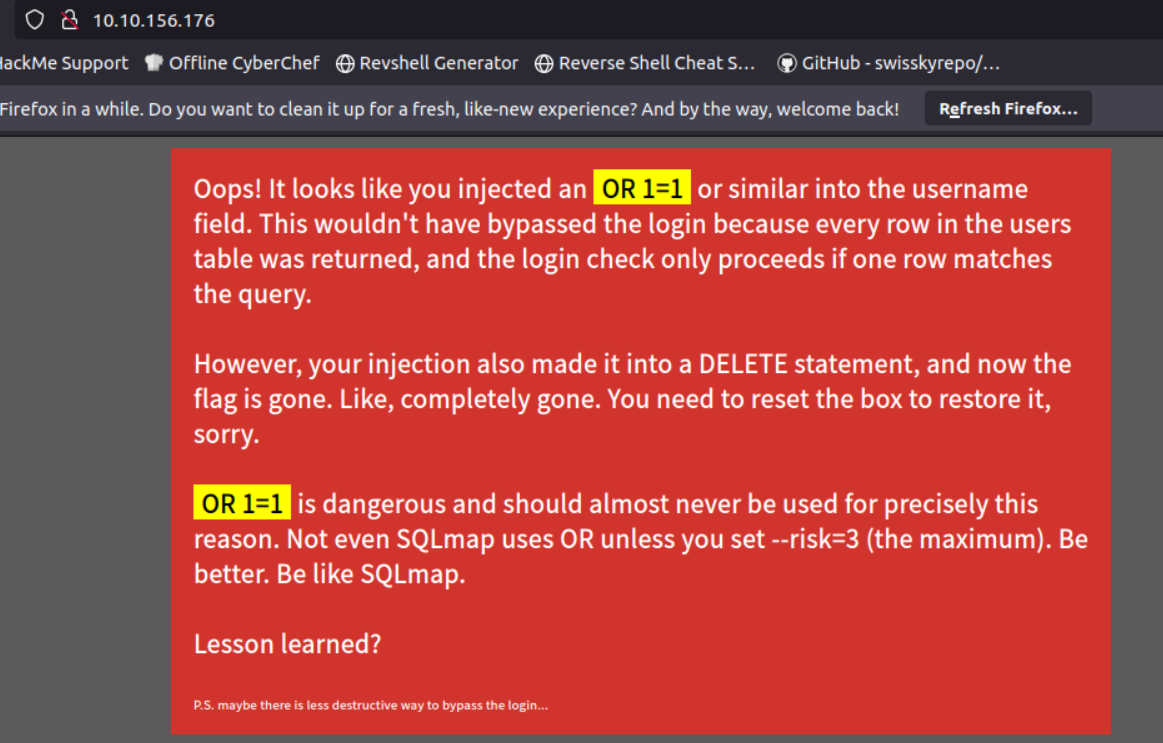 10.10.156.176
HackMe Support Offline CyberChef Revshell Generator Reverse Shell Cheat S... GitHub - swisskyrepo/...
Firefox in a while. Do you want to clean it up for a fresh, like-new experience? And by the way, welcome back! Refresh Firefox...
Oops! It looks like you injected an OR 1=1 or similar into the username
field. This wouldn't have bypassed the login because every row in the users
table was returned, and the login check only proceeds if one row matches
the query.
However, your injection also made it into a DELETE statement, and now the
flag is gone. Like, completely gone. You need to reset the box to restore it,
sorry.
OR 1=1 is dangerous and should almost never be used for precisely this
reason. Not even SQLmap uses OR unless you set --risk=3 (the maximum). Be
better. Be like SQLmap.
Lesson learned?
P.S. maybe there is less destructive way to bypass the login...